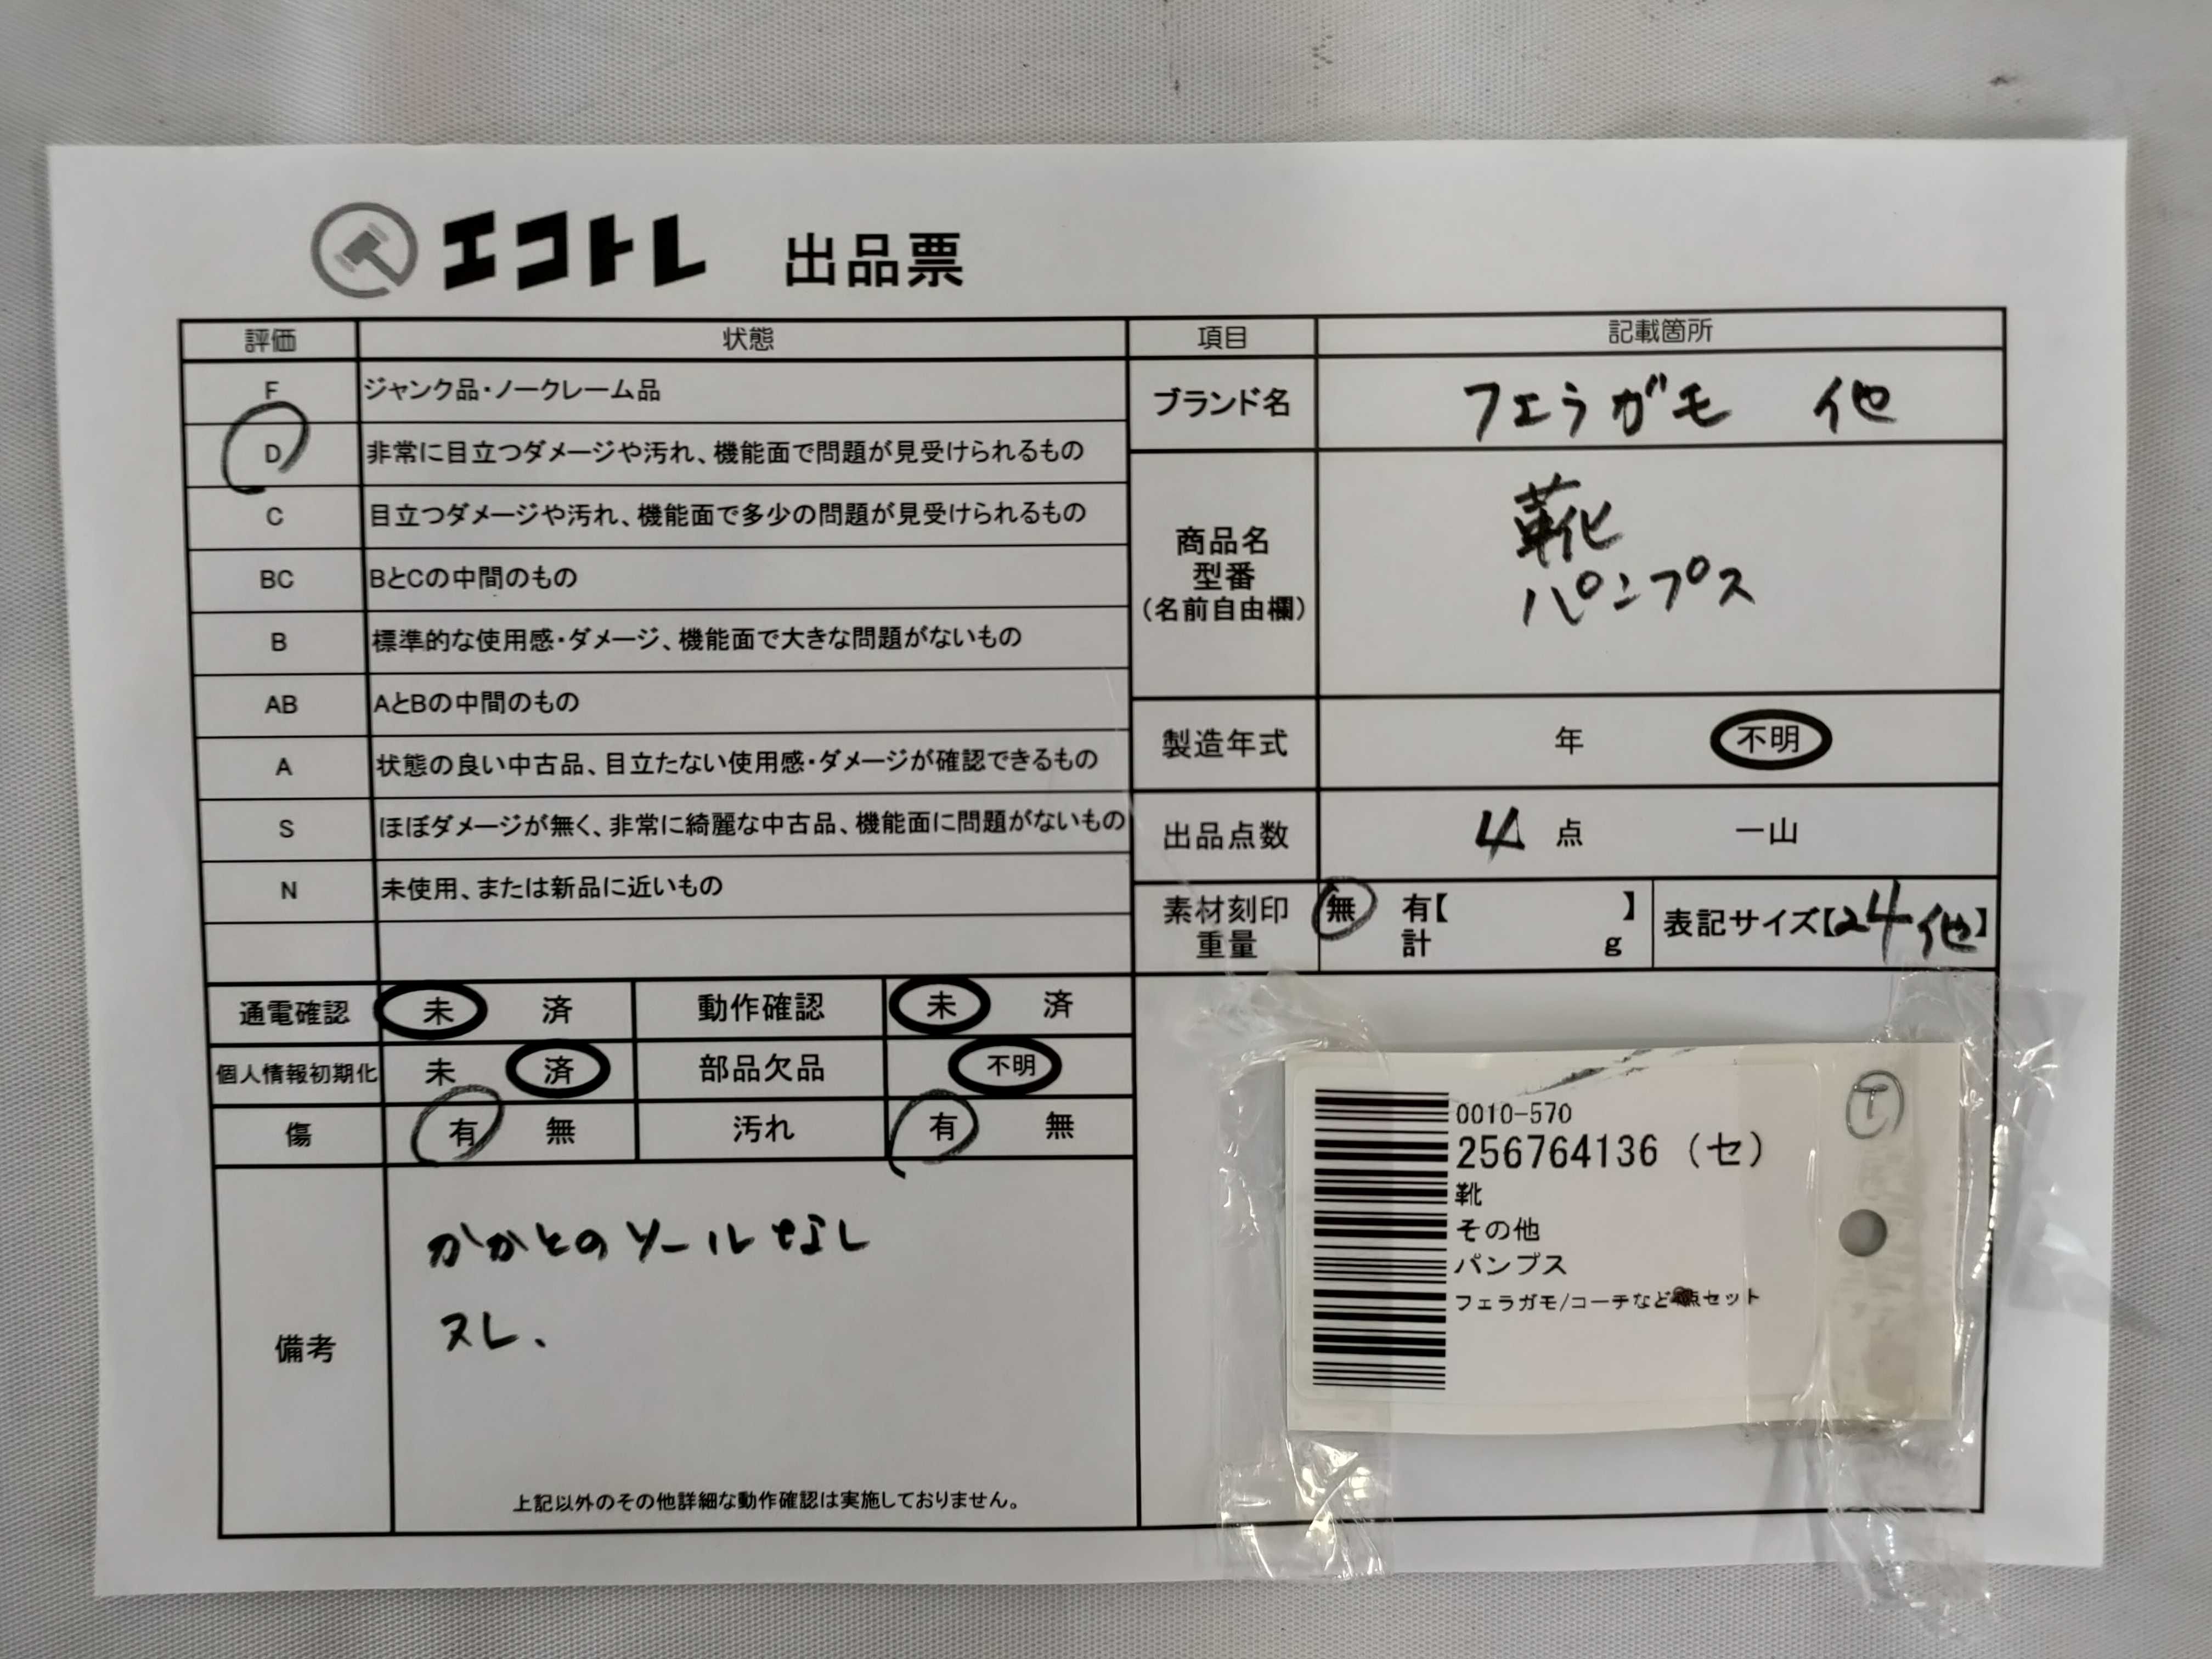 エコトレ 出品票
評価 状態 項目 記載箇所
F ジャンク品・ノークレーム品
D 非常に目立つダメージや汚れ、機能面で問題が見受けられるもの
C 目立つダメージや汚れ、機能面で多少の問題が見受けられるもの
BC BとCの中間のもの
B 標準的な使用感・ダメージ、機能面で大きな問題がないもの
AB AとBの中間のもの
A 状態の良い中古品、目立たない使用感・ダメージが確認できるもの
S ほぼダメージが無く、非常に綺麗な中古品、機能面に問題がないもの
N 未使用、または新品に近いもの
ブランド名 フェラガモ 他
商品名
型番
(名前自由欄)
靴
パンプス
製造年式 年 不明
出品点数 4 点 一山
素材刻印 無 有【 】
重量 計 g
表記サイズ【24他】
通電確認 未 済 動作確認 未 済
個人情報初期化 未 済 部品欠品 不明
傷 有 無 汚れ 有 無
備考
かかとのソールなし
スレ、
上記以外のその他詳細な動作確認は実施しておりません。
0010-570
256764136 (セ)
靴
その他
パンプス
フェラガモ/コーチなど 点セット
T